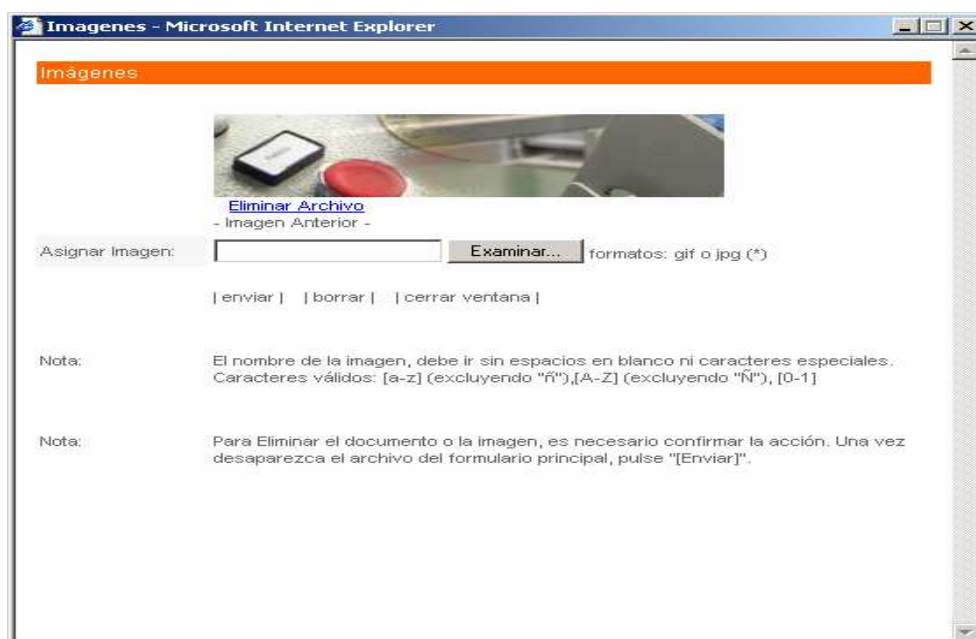 Imagenes - Microsoft Internet Explorer
Imágenes
Eliminar Archivo
- Imagen Anterior -
Asignar Imagen:
Examinar...
formatos: gif o jpg (*)
| enviar | | borrar | | cerrar ventana |
Nota:
El nombre de la imagen, debe ir sin espacios en blanco ni caracteres especiales.
Caracteres válidos: [a-z] (excluyendo "ñ"),[A-Z] (excluyendo "Ñ"), [0-1]
Nota:
Para Eliminar el documento o la imagen, es necesario confirmar la acción. Una vez
desaparezca el archivo del formulario principal, pulse "[Enviar]".